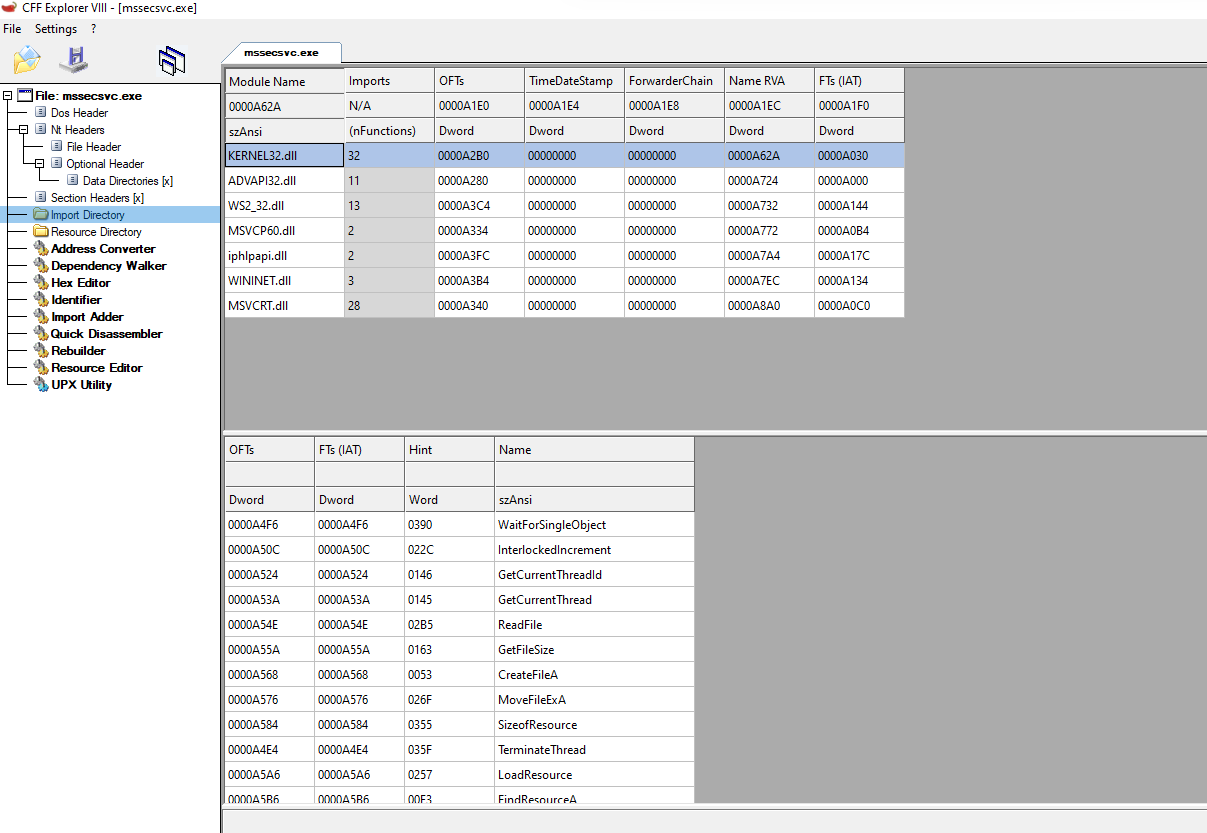 CFF Explorer VIII - [mssecsvc.exe]
File Settings ?
File: mssecsvc.exe
Dos Header
Nt Headers
File Header
Optional Header
Data Directories [x]
Section Headers [x]
Import Directory
Resource Directory
Address Converter
Dependency Walker
Hex Editor
Identifier
Import Adder
Quick Disassembler
Rebuilder
Resource Editor
UPX Utility
mssecsvc.exe
Module Name Imports OFTs TimeDateStamp ForwarderChain Name RVA FTs (IAT)
0000A62A N/A 0000A1E0 0000A1E4 0000A1E8 0000A1EC 0000A1F0
szAnsi (nFunctions) Dword Dword Dword Dword Dword
KERNEL32.dll 32 0000A2B0 00000000 00000000 0000A62A 0000A030
ADVAPI32.dll 11 0000A280 00000000 00000000 0000A724 0000A000
WS2_32.dll 13 0000A3C4 00000000 00000000 0000A732 0000A144
MSVCP60.dll 2 0000A334 00000000 00000000 0000A772 0000A0B4
iphlpapi.dll 2 0000A3FC 00000000 00000000 0000A7A4 0000A17C
WININET.dll 3 0000A3B4 00000000 00000000 0000A7EC 0000A134
MSVCRT.dll 28 0000A340 00000000 00000000 0000A8A0 0000A0C0
OFTs FTs (IAT) Hint Name
Dword Dword Word szAnsi
0000A4F6 0000A4F6 0390 WaitForSingleObject
0000A50C 0000A50C 022C InterlockedIncrement
0000A524 0000A524 0146 GetCurrentThreadId
0000A53A 0000A53A 0145 GetCurrentThread
0000A54E 0000A54E 02B5 ReadFile
0000A55A 0000A55A 0163 GetFileSize
0000A568 0000A568 0053 CreateFileA
0000A576 0000A576 026F MoveFileExA
0000A584 0000A584 0355 SizeofResource
0000A4E4 0000A4E4 035F TerminateThread
0000A5A6 0000A5A6 0257 LoadResource
0000A5B6 0000A5B6 00E3 FindResourceA